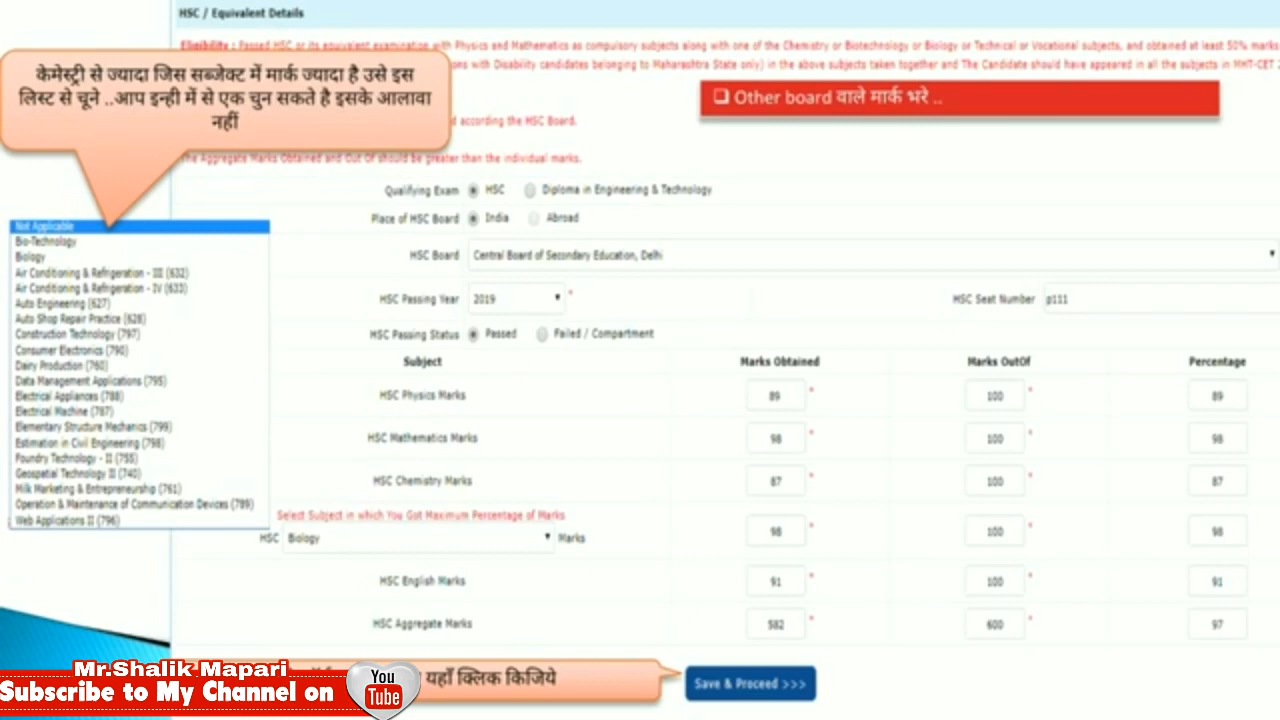 HSC / Equivalent Details
Eligibility : Passed HSC or its equivalent examination with Physics and Mathematics as compulsory subjects along with one of the Chemistry or Biotechnology or Biology or Technical or Vocational subjects, and obtained at least 50% marks
ons with Disability candidates belonging to Maharashtra State only) in the above subjects taken together and The Candidate should have appeared in all the subjects in MHT-CET 2
केमेस्ट्री से ज्यादा जिस सब्जेक्ट में मार्क ज्यादा है उसे इस
लिस्ट से चूने ..आप इन्ही में से एक चुन सकते है इसके आलावा
नहीं
❑ Other board वाले मार्क भरे ..
d according the HSC Board.
The Aggregate Marks Obtained and Out Of should be greater than the individual marks.
Qualifying Exam HSC Diploma in Engineering & Technology
Place of HSC Board India Abroad
HSC Board Central Board of Secondary Education, Delhi
HSC Passing Year 2019 * HSC Seat Number p111
HSC Passing Status Passed Failed / Compartment
Subject Marks Obtained Marks OutOf Percentage
HSC Physics Marks 89 * 100 * 89
HSC Mathematics Marks 98 * 100 * 98
HSC Chemistry Marks 87 * 100 * 87
Select Subject in which You Got Maximum Percentage of Marks
HSC Biology Marks 98 * 100 * 98
HSC English Marks 91 * 100 * 91
HSC Aggregate Marks 582 * 600 * 97
Not Applicable
Bio-Technology
Biology
Air Conditioning & Refrigeration - III (632)
Air Conditioning & Refrigeration - IV (633)
Auto Engineering (627)
Auto Shop Repair Practice (628)
Construction Technology (797)
Consumer Electronics (790)
Dairy Production (760)
Data Management Applications (795)
Electrical Appliances (788)
Electrical Machine (787)
Elementary Structure Mechanics (799)
Estimation in Civil Engineering (798)
Foundry Technology - II (755)
Geospatial Technology II (740)
Milk Marketing & Entrepreneurship (761)
Operation & Maintenance of Communication Devices (789)
Web Applications II (796)
यहाँ क्लिक किजिये
Save & Proceed >>>
Mr.Shalik Mapari
Subscribe to My Channel on
You
Tube